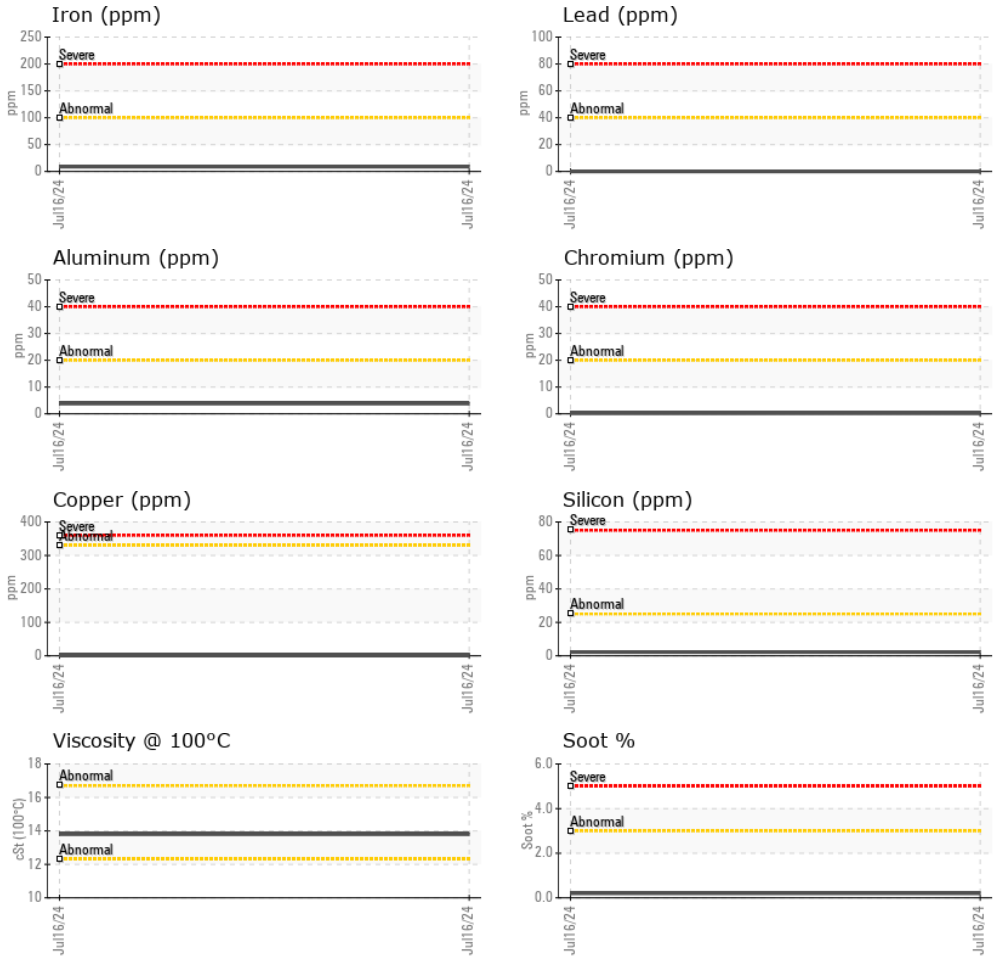 Iron (ppm)
250
200
150
100
50
0
ppm
Severe
Abnormal
Jul16/24
Jul16/24
Lead (ppm)
100
80
60
40
20
0
ppm
Severe
Abnormal
Jul16/24
Jul16/24
Aluminum (ppm)
50
40
30
20
10
0
ppm
Severe
Abnormal
Jul16/24
Jul16/24
Chromium (ppm)
50
40
30
20
10
0
ppm
Severe
Abnormal
Jul16/24
Jul16/24
Copper (ppm)
400
300
200
100
0
ppm
Severe
Abnormal
Jul16/24
Jul16/24
Silicon (ppm)
80
60
40
20
0
ppm
Severe
Abnormal
Jul16/24
Jul16/24
Viscosity @ 100°C
18
16
14
12
10
cSt (100°C)
Abnormal
Abnormal
Jul16/24
Jul16/24
Soot %
6.0
4.0
2.0
0.0
Soot %
Severe
Abnormal
Jul16/24
Jul16/24